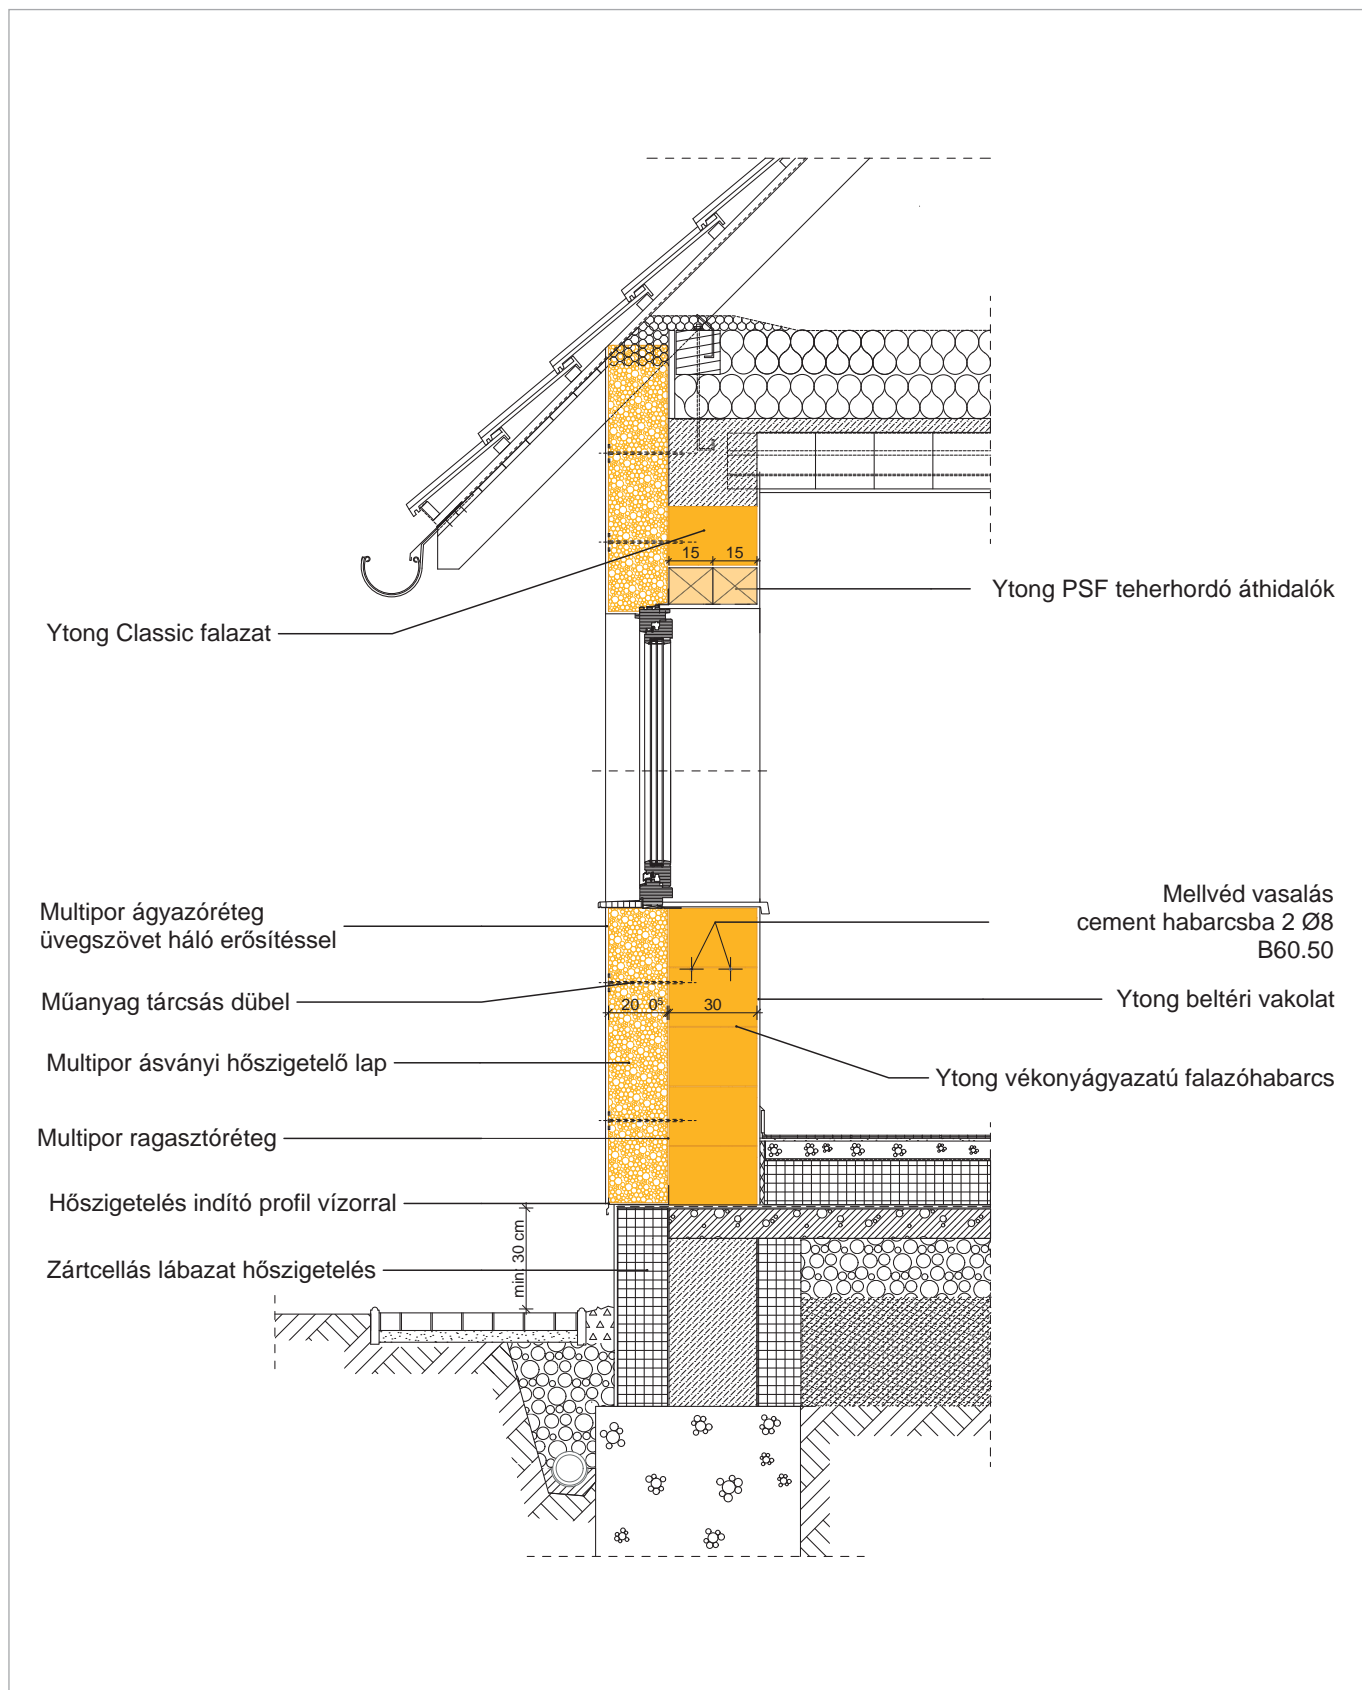 15 15
Ytong PSF teherhordó áthidalók
Ytong Classic falazat
Mellvéd vasalás
cement habarcsba 2 Ø8
B60.50
Multipor ágyazóréteg
üvegszövet háló erősítéssel
Műanyag tárcsás dübel
Ytong beltéri vakolat
20 0⁵ 30
Multipor ásványi hőszigetelő lap
Ytong vékonyágyazatú falazóhabarcs
Multipor ragasztóréteg
Hőszigetelés indító profil vízorral
min. 30 cm
Zártcellás lábazat hőszigetelés